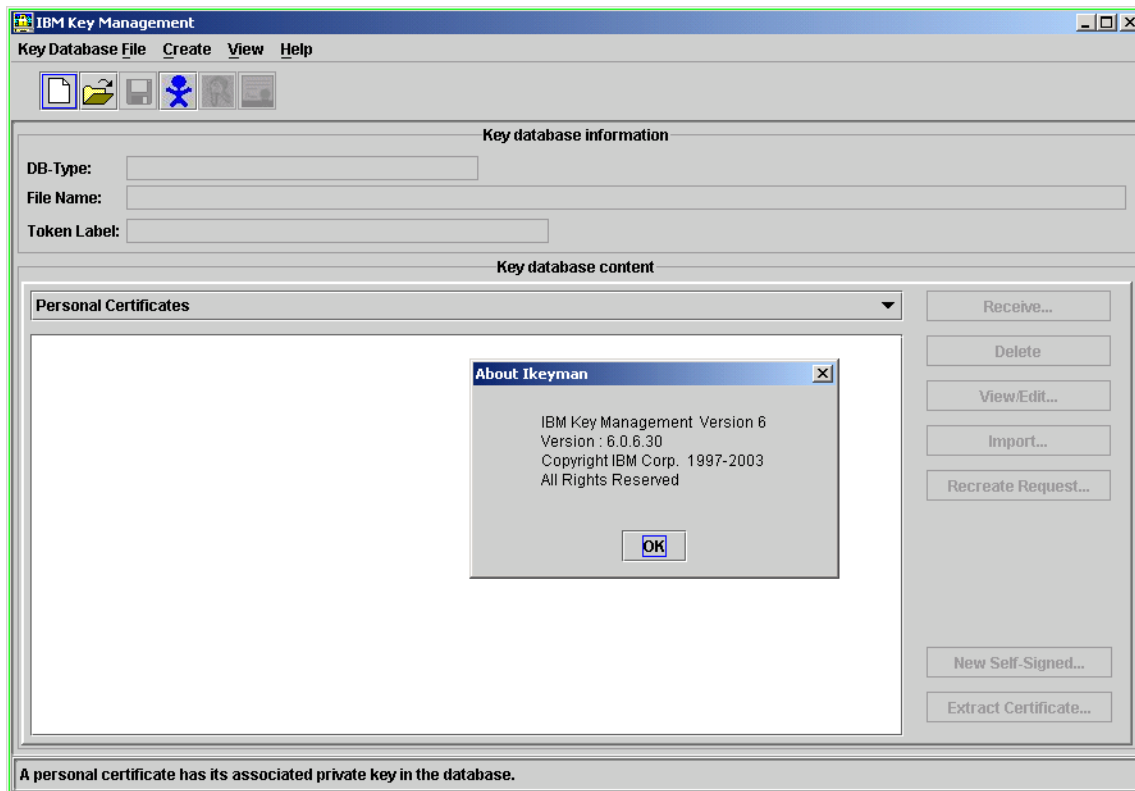 IBM Key Management
Key Database File Create View Help
Key database information
DB-Type:
File Name:
Token Label:
Key database content
Personal Certificates
Receive...
Delete
View/Edit...
Import...
Recreate Request...
New Self-Signed...
Extract Certificate...
About Ikeyman
IBM Key Management Version 6
Version : 6.0.6.30
Copyright IBM Corp. 1997-2003
All Rights Reserved
OK
A personal certificate has its associated private key in the database.